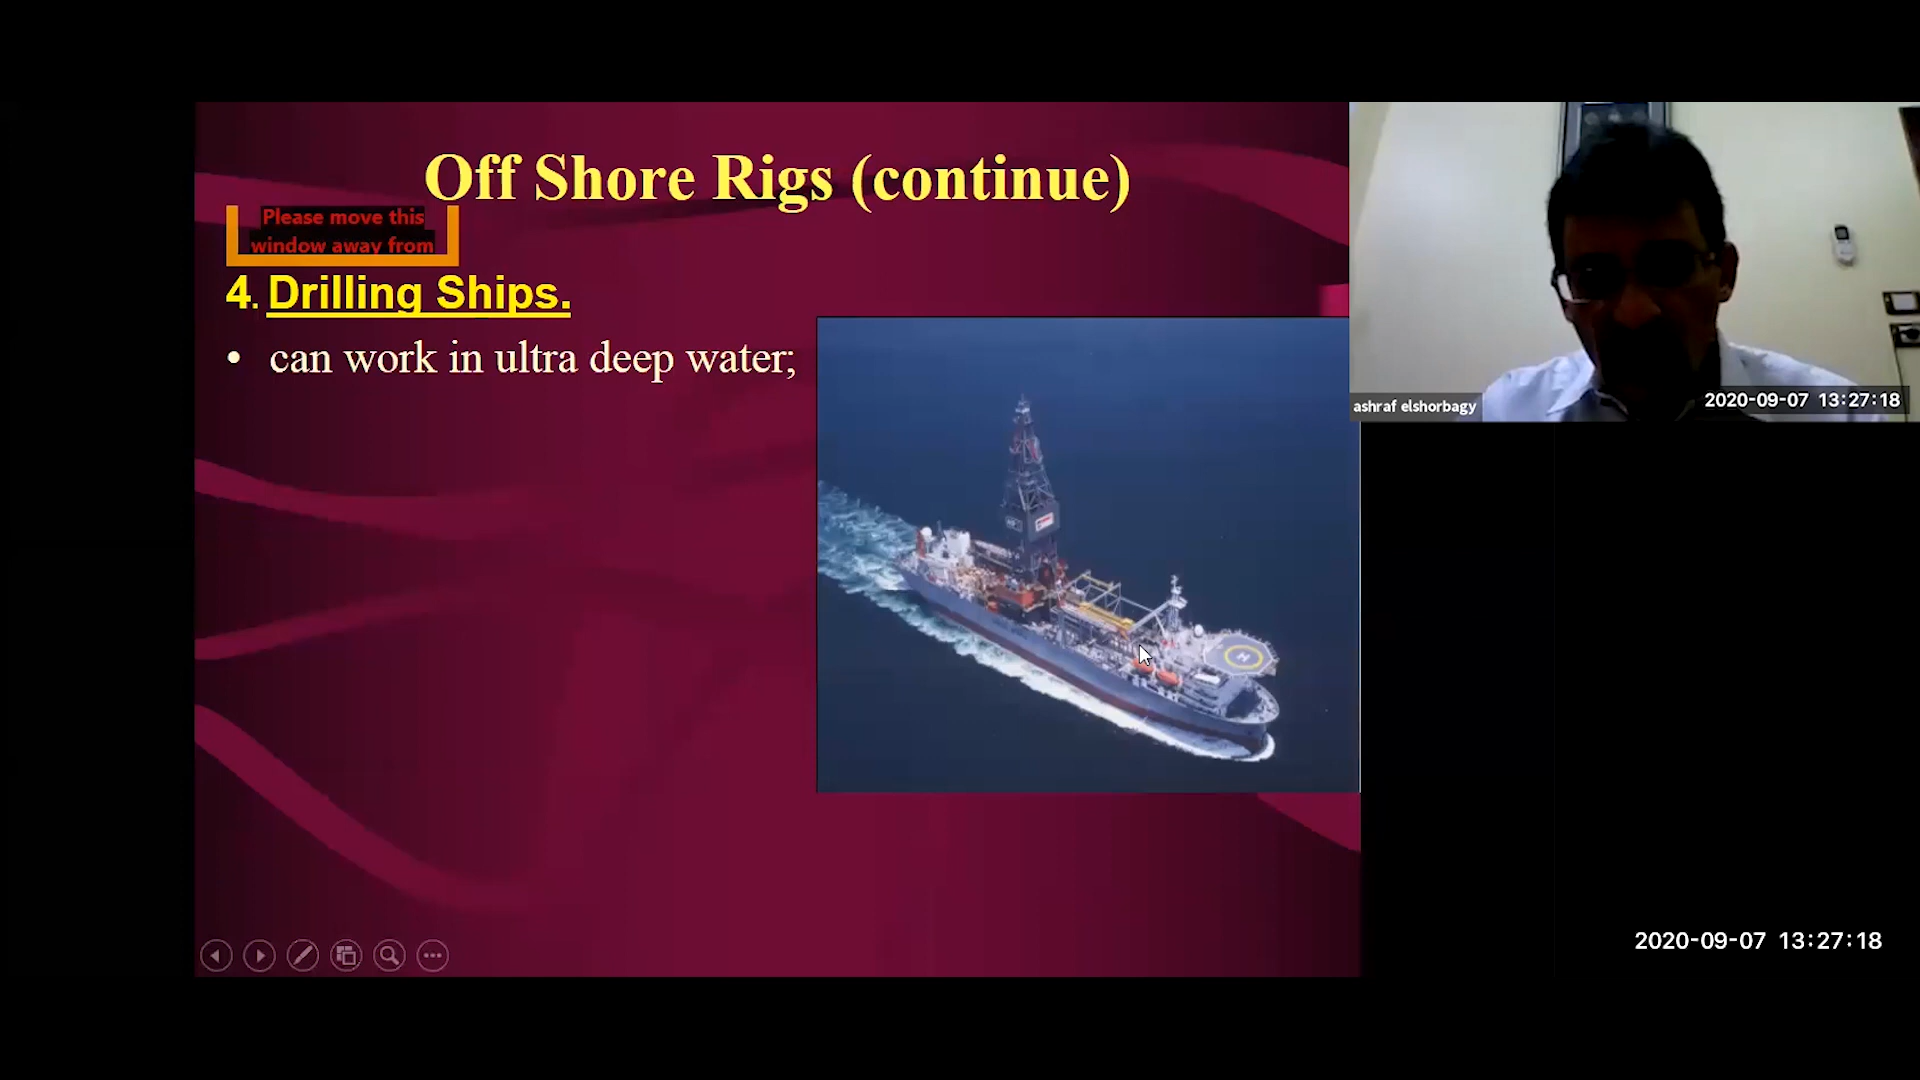 Off Shore Rigs (continue)
Please move this
window away from
4. Drilling Ships.
• can work in ultra deep water;
H
ashraf elshorbagy
2020-09-07 13:27:18
2020-09-07 13:27:18